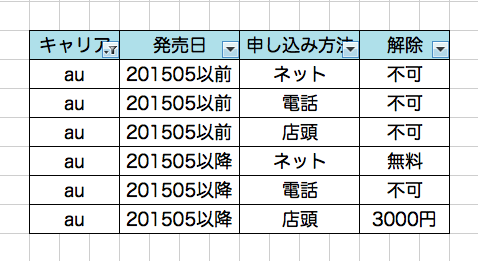 キャリア 発売日 申し込み方法 解除
au 201505以前 ネット 不可
au 201505以前 電話 不可
au 201505以前 店頭 不可
au 201505以降 ネット 無料
au 201505以降 電話 不可
au 201505以降 店頭 3000円